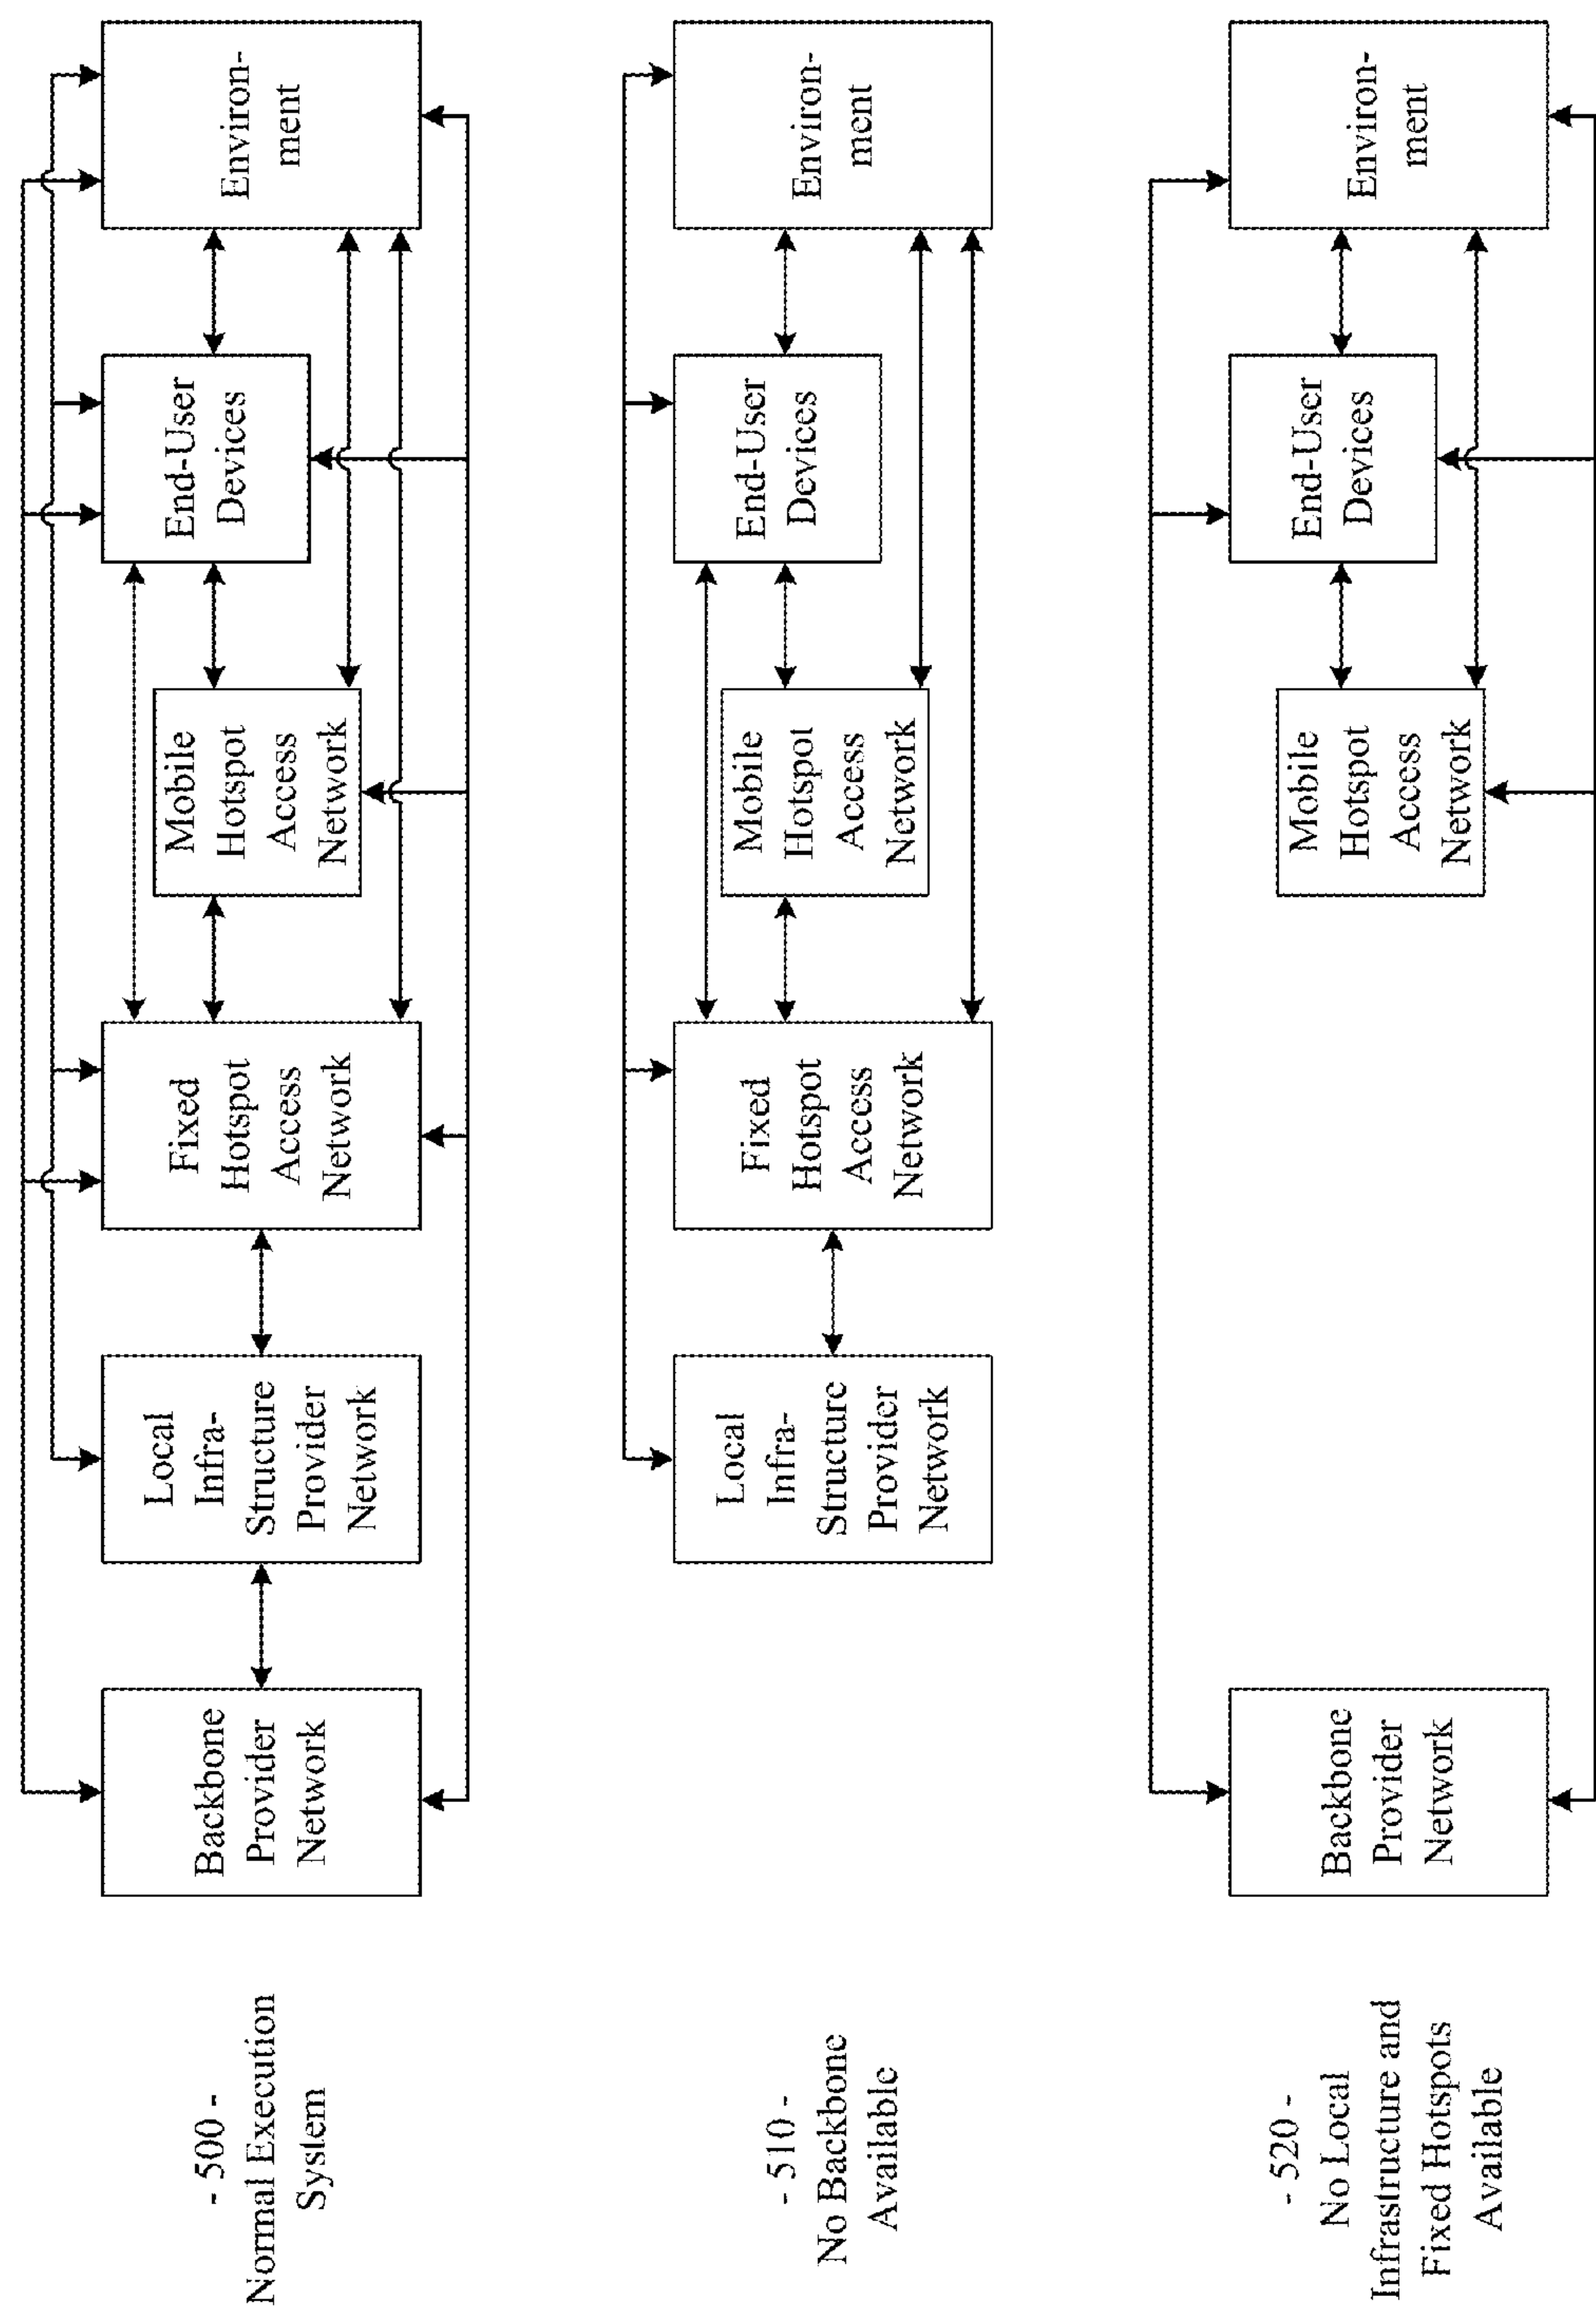 - 500 -
Normal Execution
System
Backbone
Provider
Network
Local
Infra-
Structure
Provider
Network
Fixed
Hotspot
Access
Network
Mobile
Hotspot
Access
Network
End-User
Devices
Environ-
ment
- 510 -
No Backbone
Available
Local
Infra-
Structure
Provider
Network
Fixed
Hotspot
Access
Network
Mobile
Hotspot
Access
Network
End-User
Devices
Environ-
ment
- 520 -
No Local
Infrastructure and
Fixed Hotspots
Available
Backbone
Provider
Network
Mobile
Hotspot
Access
Network
End-User
Devices
Environ-
ment